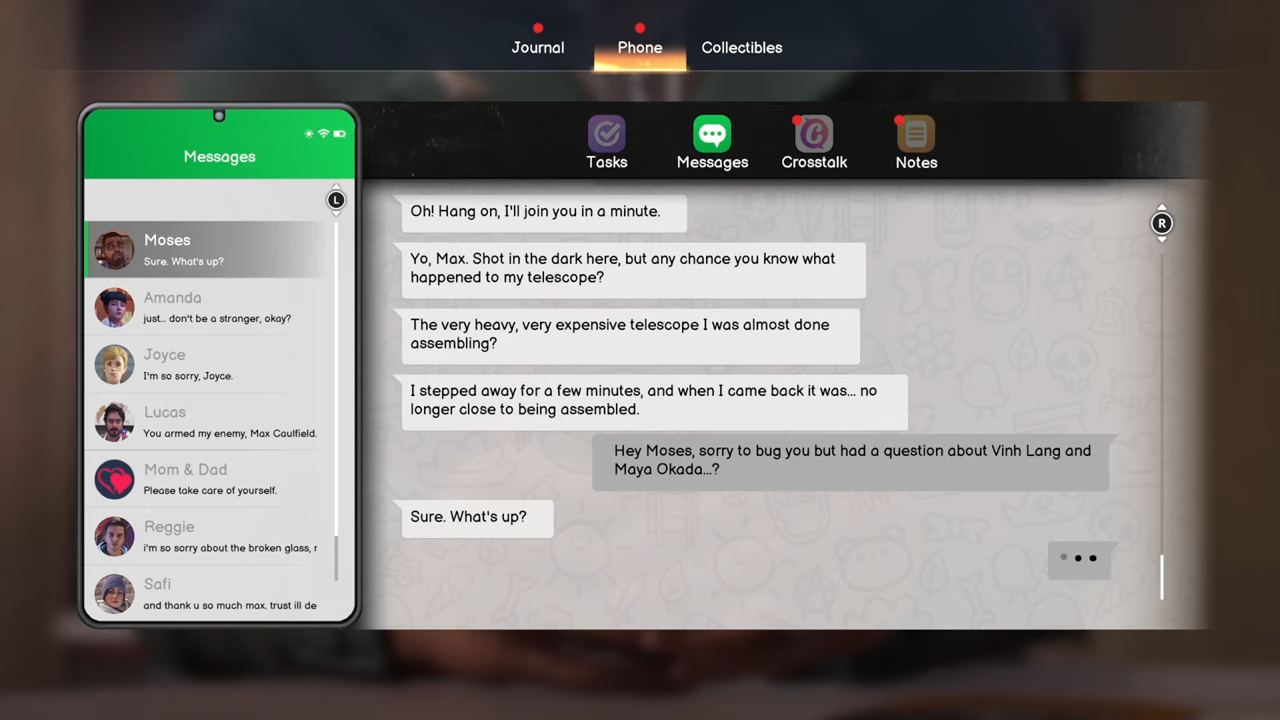 Journal
Phone
Collectibles
Messages
Tasks
Messages
Crosstalk
Notes
L
R
Moses
Sure. What's up?
Amanda
just... don't be a stranger, okay?
Joyce
I'm so sorry, Joyce.
Lucas
You armed my enemy, Max Caulfield.
Mom & Dad
Please take care of yourself.
Reggie
i'm so sorry about the broken glass, r
Safi
and thank u so much max. trust ill de
Oh! Hang on, I'll join you in a minute.
Yo, Max. Shot in the dark here, but any chance you know what
happened to my telescope?
The very heavy, very expensive telescope I was almost done
assembling?
I stepped away for a few minutes, and when I came back it was... no
longer close to being assembled.
Hey Moses, sorry to bug you but had a question about Vinh Lang and
Maya Okada...?
Sure. What's up?